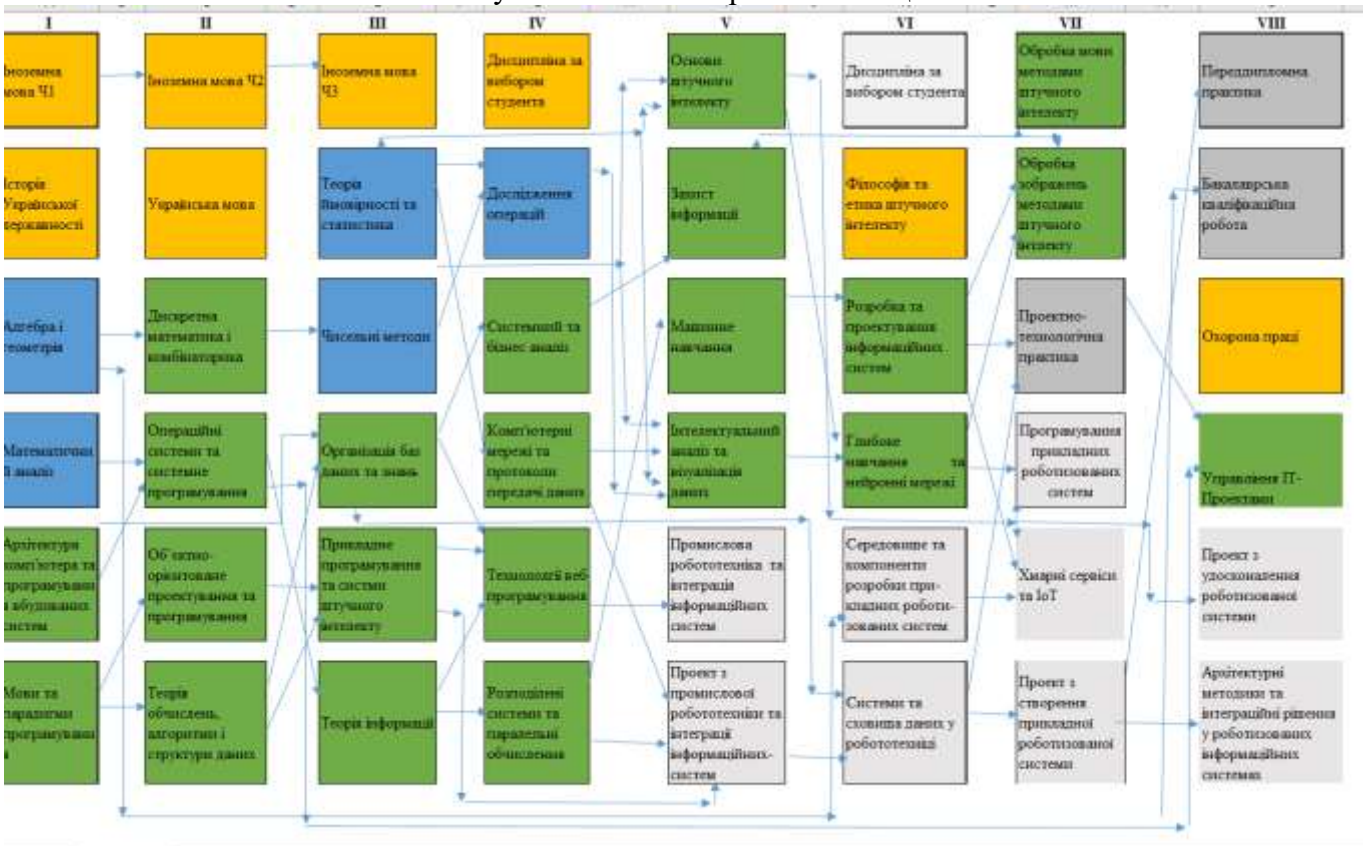 I II III IV V VI VII VIII
Іноземна
мова Ч1
Іноземна мова Ч2
Іноземна мова
Ч3
Дисципліна за
вибором
студента
Основи
штучного
інтелекту
Дисципліна за
вибором студента
Обробка мови
методами
штучного
інтелекту
Переддипломна
практика
Історія
Української
державності
Українська мова
Теорія
ймовірності та
статистика
Дослідження
операцій
Захист
інформації
Філософія та
етика штучного
інтелекту
Обробка
зображень
методами
штучного
інтелекту
Бакалаврська
кваліфікаційна
робота
Алгебра і
геометрія
Дискретна
математика і
комбінаторика
Чисельні методи
Системний та
бізнес аналіз
Машинне
навчання
Розробка та
проектування
інформаційних
систем
Проектно-
технологічна
практика
Охорона праці
Математични
й аналіз
Операційні
системи та
системне
програмування
Організація баз
даних та знань
Комп'ютерні
мережі та
протоколи
передачі даних
Інтелектуальний
аналіз та
візуалізація
даних
Глибоке
навчання та
нейронні мережі
Програмування
прикладних
роботизованих
систем
Управління ІТ-
Проектами
Архітектура
комп'ютера та
програмуванн
я вбудованих
систем
Об'єктно-
орієнтоване
проектування та
програмування
Прикладне
програмування
та системи
штучного
інтелекту
Технології веб-
програмування
Промислова
робототехніка та
інтеграція
інформаційних
систем
Середовище та
компоненти
розробки при-
кладних роботи-
зованих систем
Хмарні сервіси
та ІоТ
Проект з
удосконалення
роботизованої
системи
Мови та
парадигми
програмуванн
я
Теорія
обчислень,
алгоритми і
структури даних
Теорія інформації
Розподілені
системи та
паралельні
обчислення
Проект з
промислової
робототехніки та
інтеграції
інформаційних-
систем
Системи та
сховища даних у
робототехніці
Проект з
створення
прикладної
роботизованої
системи
Архітектурні
методики та
інтеграційні рішення
у роботизованих
інформаційних
системах